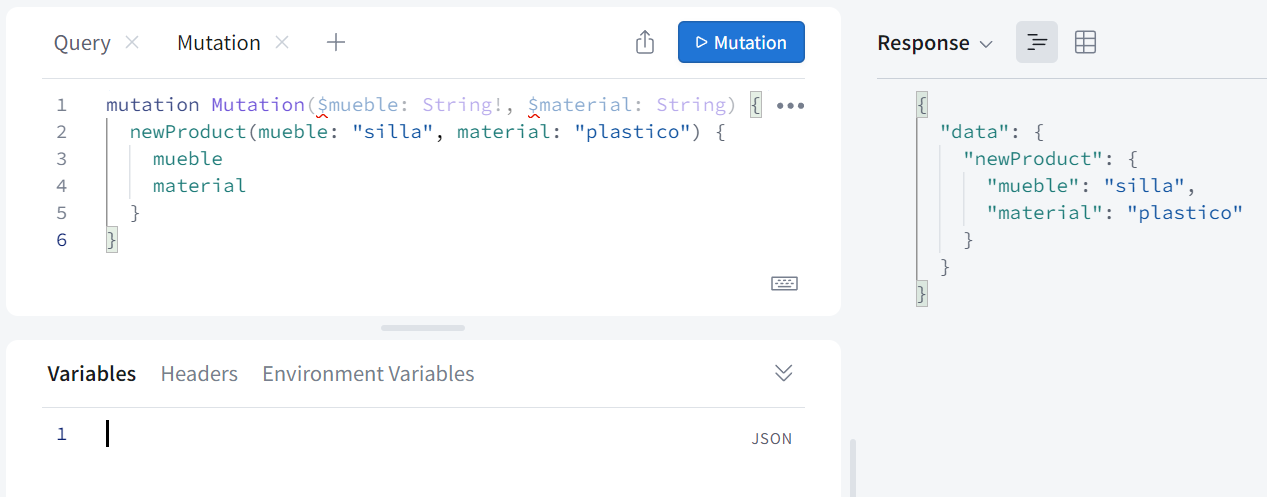 Query Mutation
Mutation
1 mutation Mutation($mueble: String!, $material: String) {
2 newProduct(mueble: "silla", material: "plastico") {
3 mueble
4 material
5 }
6 }
Variables Headers Environment Variables
1
JSON
Response
{
"data": {
"newProduct": {
"mueble": "silla",
"material": "plastico"
}
}
}